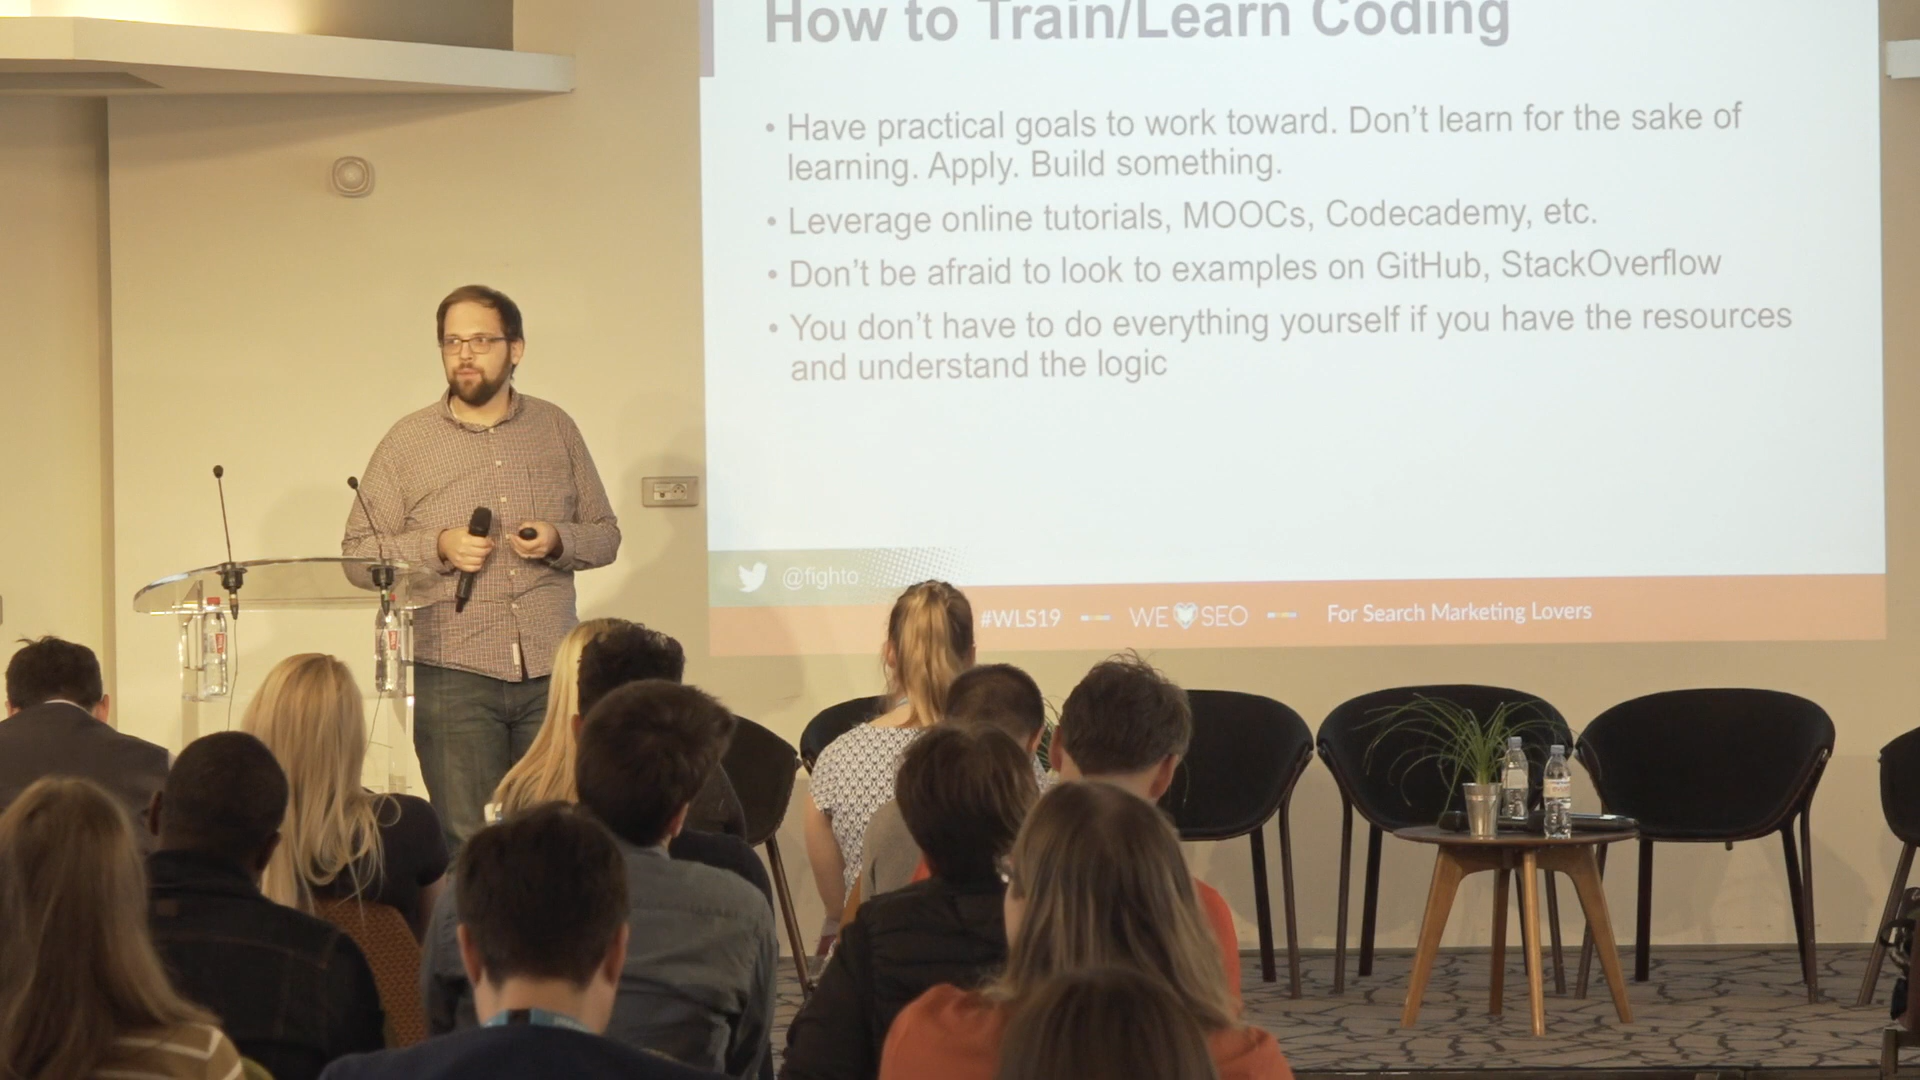 How to Train/Learn Coding
• Have practical goals to work toward. Don't learn for the sake of
learning. Apply. Build something.
• Leverage online tutorials, MOOCs, Codecademy, etc.
• Don't be afraid to look to examples on GitHub, StackOverflow
• You don't have to do everything yourself if you have the resources
and understand the logic
@fighto
#WLS19 WE SEO For Search Marketing Lovers